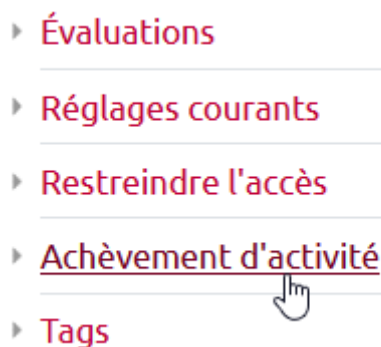 Évaluations
Réglages courants
Restreindre l'accès
Achèvement d'activité
Tags